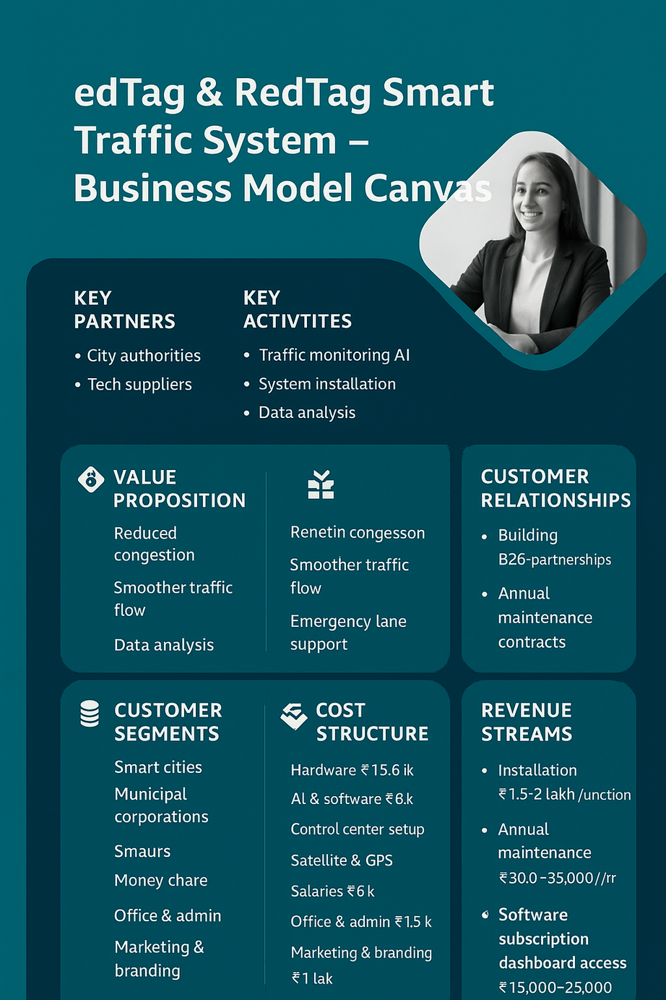 edTag & RedTag Smart
Traffic System –
Business Model Canvas
KEY
PARTNERS
• City authorities
• Tech suppliers
KEY
ACTIVTITES
• Traffic monitoring AI
• System installation
• Data analysis
VALUE
PROPOSITION
Reduced
congestion
Smoother traffic
flow
Data analysis
Renetin congesson
Smoother traffic
flow
Emergency lane
support
CUSTOMER
RELATIONSHIPS
• Building
B26-partnerships
• Annual
maintenance
contracts
CUSTOMER
SEGMENTS
Smart cities
Municipal
corporations
Smaurs
Money chare
Office & admin
Marketing &
branding
COST
STRUCTURE
Hardware ₹15.6 ik
AI & software ₹6.k
Control center setup
Satellite & GPS
Salaries ₹6k
Office & admin ₹1.5 k
Marketing & branding
₹1 lak
REVENUE
STREAMS
• Installation
₹1.5-2 lakh /unction
• Annual
maintenance
₹30.0–35,000//rr
• Software
subscription
dashboard access
₹15,000–25,000